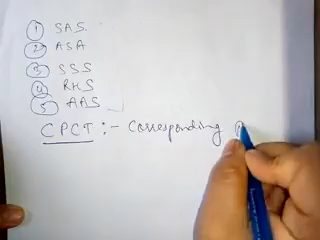 ① SAS
② ASA
③ SSS
④ RHS
⑤ AAS
CPCT :- Corresponding